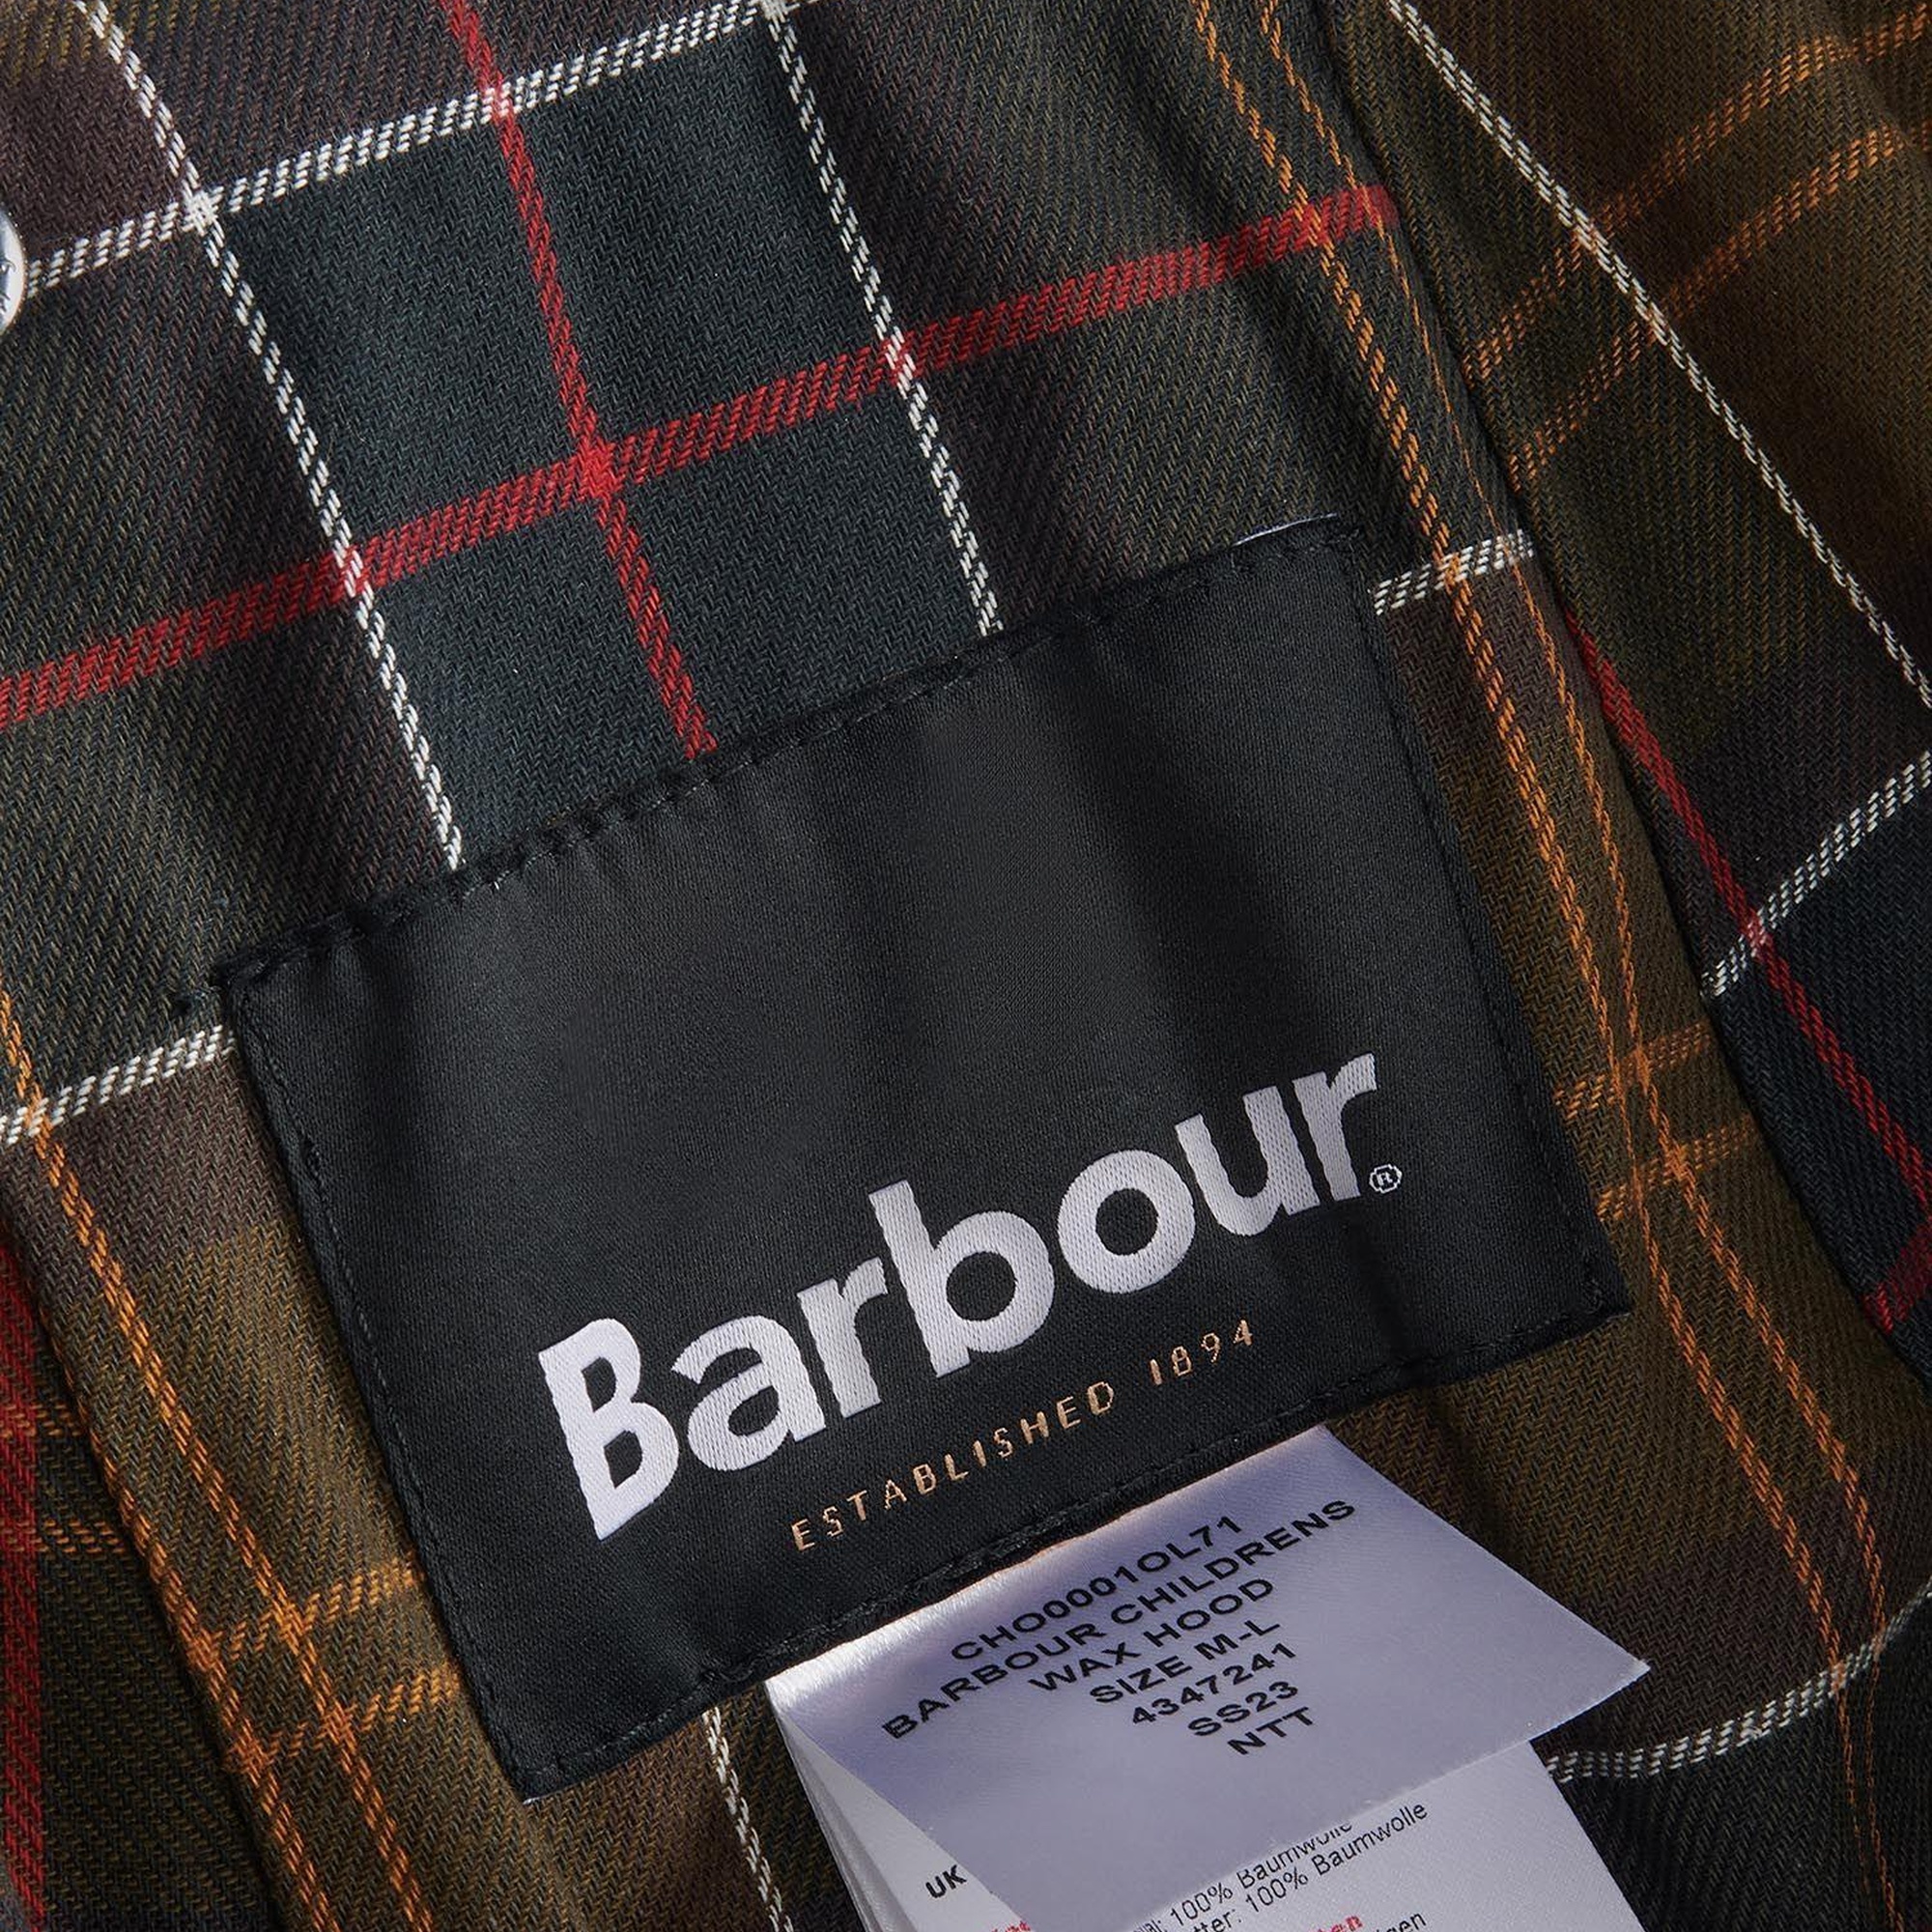 Barbour®
ESTABLISHED 1894
CHO0001OL71
BARBOUR CHILDRENS
WAX HOOD
SIZE M-L
4347241
SS23
NTT
UK
100% Baumwolle
100% Baumwolle